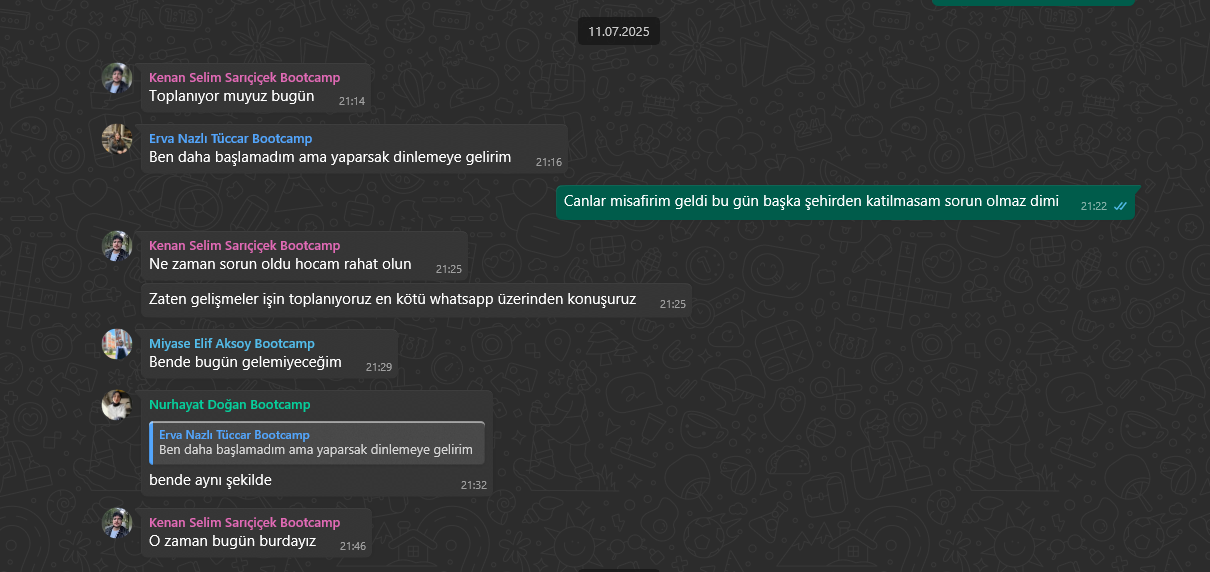 11.07.2025
Kenan Selim Sarıçiçek Bootcamp
Toplanıyor muyuz bugün
21:14
Erva Nazlı Tüccar Bootcamp
Ben daha başlamadım ama yaparsak dinlemeye gelirim
21:16
Canlar misafirim geldi bu gün başka şehirden katilmasam sorun olmaz dimi
21:22
Kenan Selim Sarıçiçek Bootcamp
Ne zaman sorun oldu hocam rahat olun
21:25
Zaten gelişmeler işin toplanıyoruz en kötü whatsapp üzerinden konuşuruz
21:25
Miyase Elif Aksoy Bootcamp
Bende bugün gelemiyeceğim
21:29
Nurhayat Doğan Bootcamp
Erva Nazlı Tüccar Bootcamp
Ben daha başlamadım ama yaparsak dinlemeye gelirim
bende aynı şekilde
21:32
Kenan Selim Sarıçiçek Bootcamp
O zaman bugün burdayız
21:46